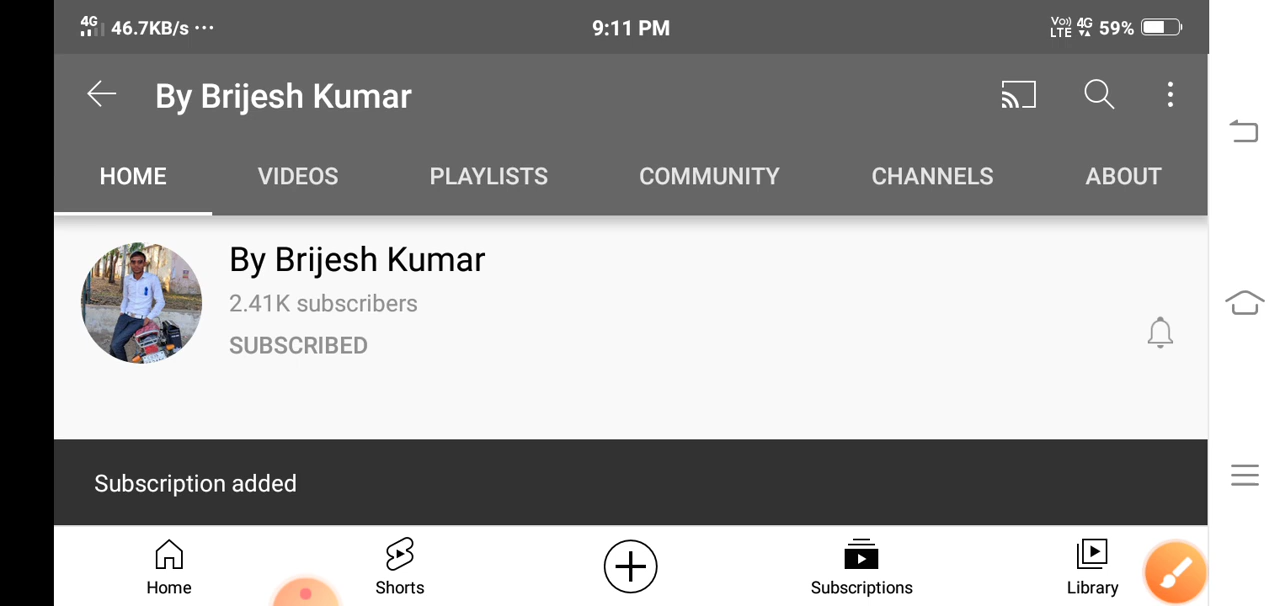 4G 46.7KB/s ... 9:11 PM Vo) LTE 4G 59%
By Brijesh Kumar
HOME VIDEOS PLAYLISTS COMMUNITY CHANNELS ABOUT
By Brijesh Kumar
2.41K subscribers
SUBSCRIBED
Subscription added
Home Shorts Subscriptions Library